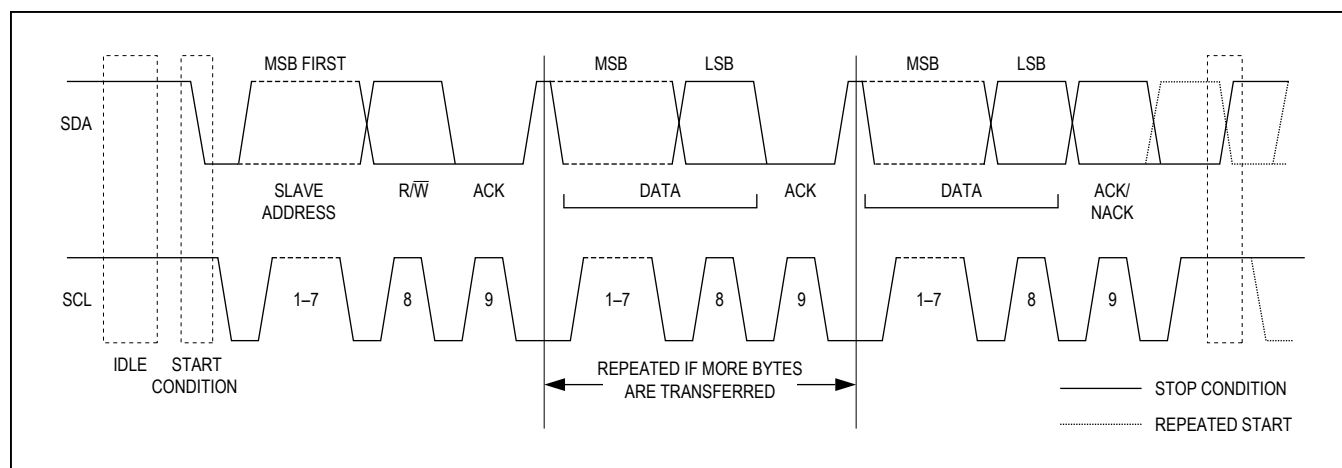 MSB FIRST
MSB
LSB
MSB
LSB
SDA
SLAVE
ADDRESS
R/W̅
ACK
DATA
ACK
DATA
ACK/
NACK
SCL
1–7
8
9
1–7
8
9
1–7
8
9
IDLE
START
CONDITION
REPEATED IF MORE BYTES
ARE TRANSFERRED
STOP CONDITION
REPEATED START